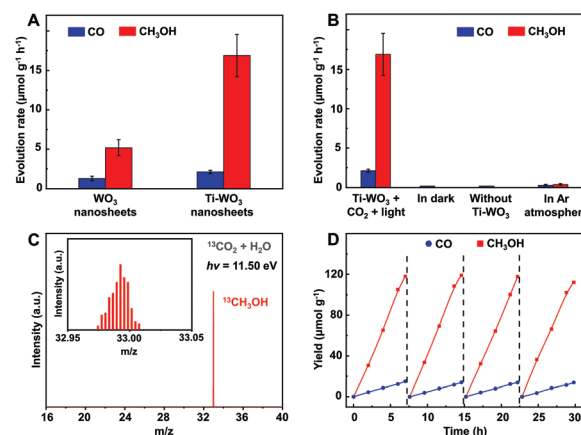 A
CO
CH₃OH
Evolution rate (μmol g⁻¹ h⁻¹)
15
10
5
0
WO₃
nanosheets
Ti-WO₃
nanosheets
B
CO
CH₃OH
Evolution rate (μmol g⁻¹ h⁻¹)
15
10
5
0
Ti-WO₃ +
CO₂ + light
In dark
Without
Ti-WO₃
In Ar
atmosphere
C
¹³CO₂ + H₂O
hν = 11.50 eV
¹³CH₃OH
Intensity (a.u.)
32.95
33.00
33.05
m/z
Intensity (a.u.)
16
20
24
28
32
36
40
m/z
D
CO
CH₃OH
Yield (μmol g⁻¹)
120
80
40
0
0
5
10
15
20
25
30
Time (h)